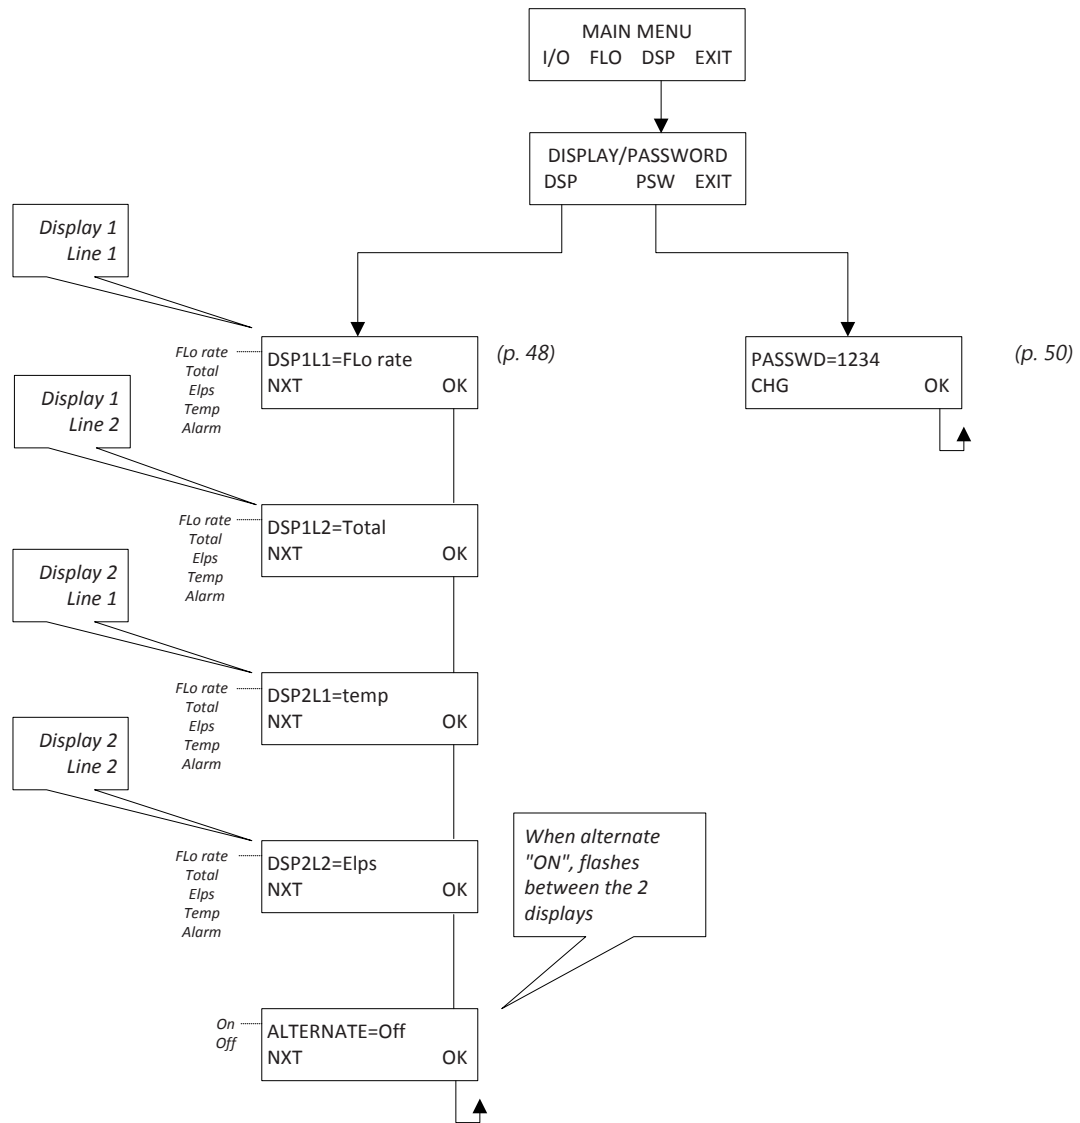 MAIN MENU
I/O FLO DSP EXIT
DISPLAY/PASSWORD
DSP PSW EXIT
Display 1
Line 1
FLo rate
Total
Elps
Temp
Alarm
DSP1L1=FLo rate
NXT OK
(p. 48)
PASSWD=1234
CHG OK
(p. 50)
Display 1
Line 2
FLo rate
Total
Elps
Temp
Alarm
DSP1L2=Total
NXT OK
Display 2
Line 1
FLo rate
Total
Elps
Temp
Alarm
DSP2L1=temp
NXT OK
Display 2
Line 2
FLo rate
Total
Elps
Temp
Alarm
DSP2L2=Elps
NXT OK
When alternate
"ON", flashes
between the 2
displays
On
Off
ALTERNATE=Off
NXT OK